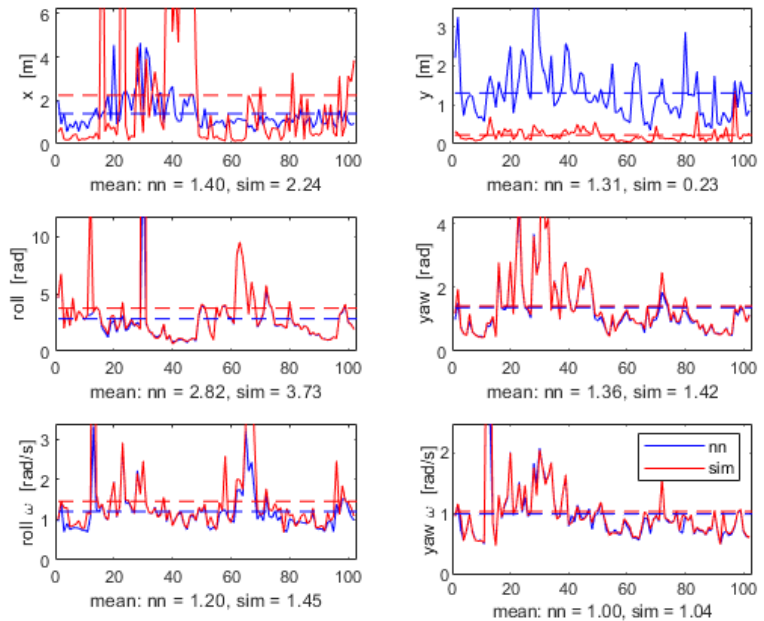 6
4
2
0
x [m]
0 20 40 60 80 100
mean: nn = 1.40, sim = 2.24
3
2
1
0
y [m]
0 20 40 60 80 100
mean: nn = 1.31, sim = 0.23
10
5
0
roll [rad]
0 20 40 60 80 100
mean: nn = 2.82, sim = 3.73
4
2
0
yaw [rad]
0 20 40 60 80 100
mean: nn = 1.36, sim = 1.42
3
2
1
0
roll ω [rad/s]
0 20 40 60 80 100
mean: nn = 1.20, sim = 1.45
2
1
0
yaw ω [rad/s]
nn
sim
0 20 40 60 80 100
mean: nn = 1.00, sim = 1.04